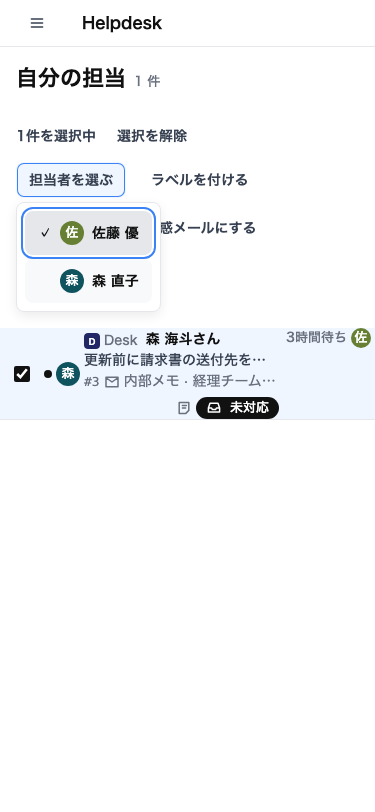 Helpdesk
自分の担当 1 件
1件を選択中 選択を解除
担当者を選ぶ ラベルを付ける
✓ 佐 佐藤 優
惑メールにする
森 森 直子
D Desk 森 海斗さん 3時間待ち 佐
森 更新前に請求書の送付先を…
#3 内部メモ · 経理チーム…
未対応